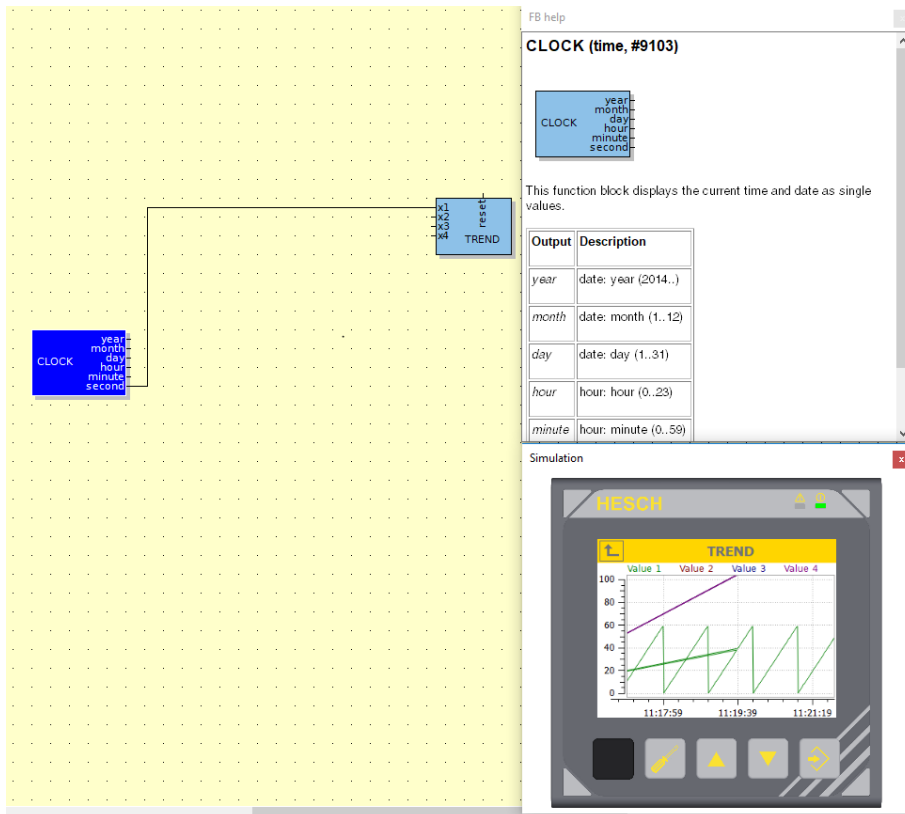 x1
x2
x3
x4
reset
TREND
CLOCK
year
month
day
hour
minute
second
FB help
CLOCK (time, #9103)
CLOCK
year
month
day
hour
minute
second
This function block displays the current time and date as single
values.
Output Description
year date: year (2014..)
month date: month (1..12)
day date: day (1..31)
hour hour: hour (0..23)
minute hour: minute (0..59)
Simulation
x
HESCH
TREND
Value 1 Value 2 Value 3 Value 4
100
80
60
40
20
0
11:17:59 11:19:39 11:21:19